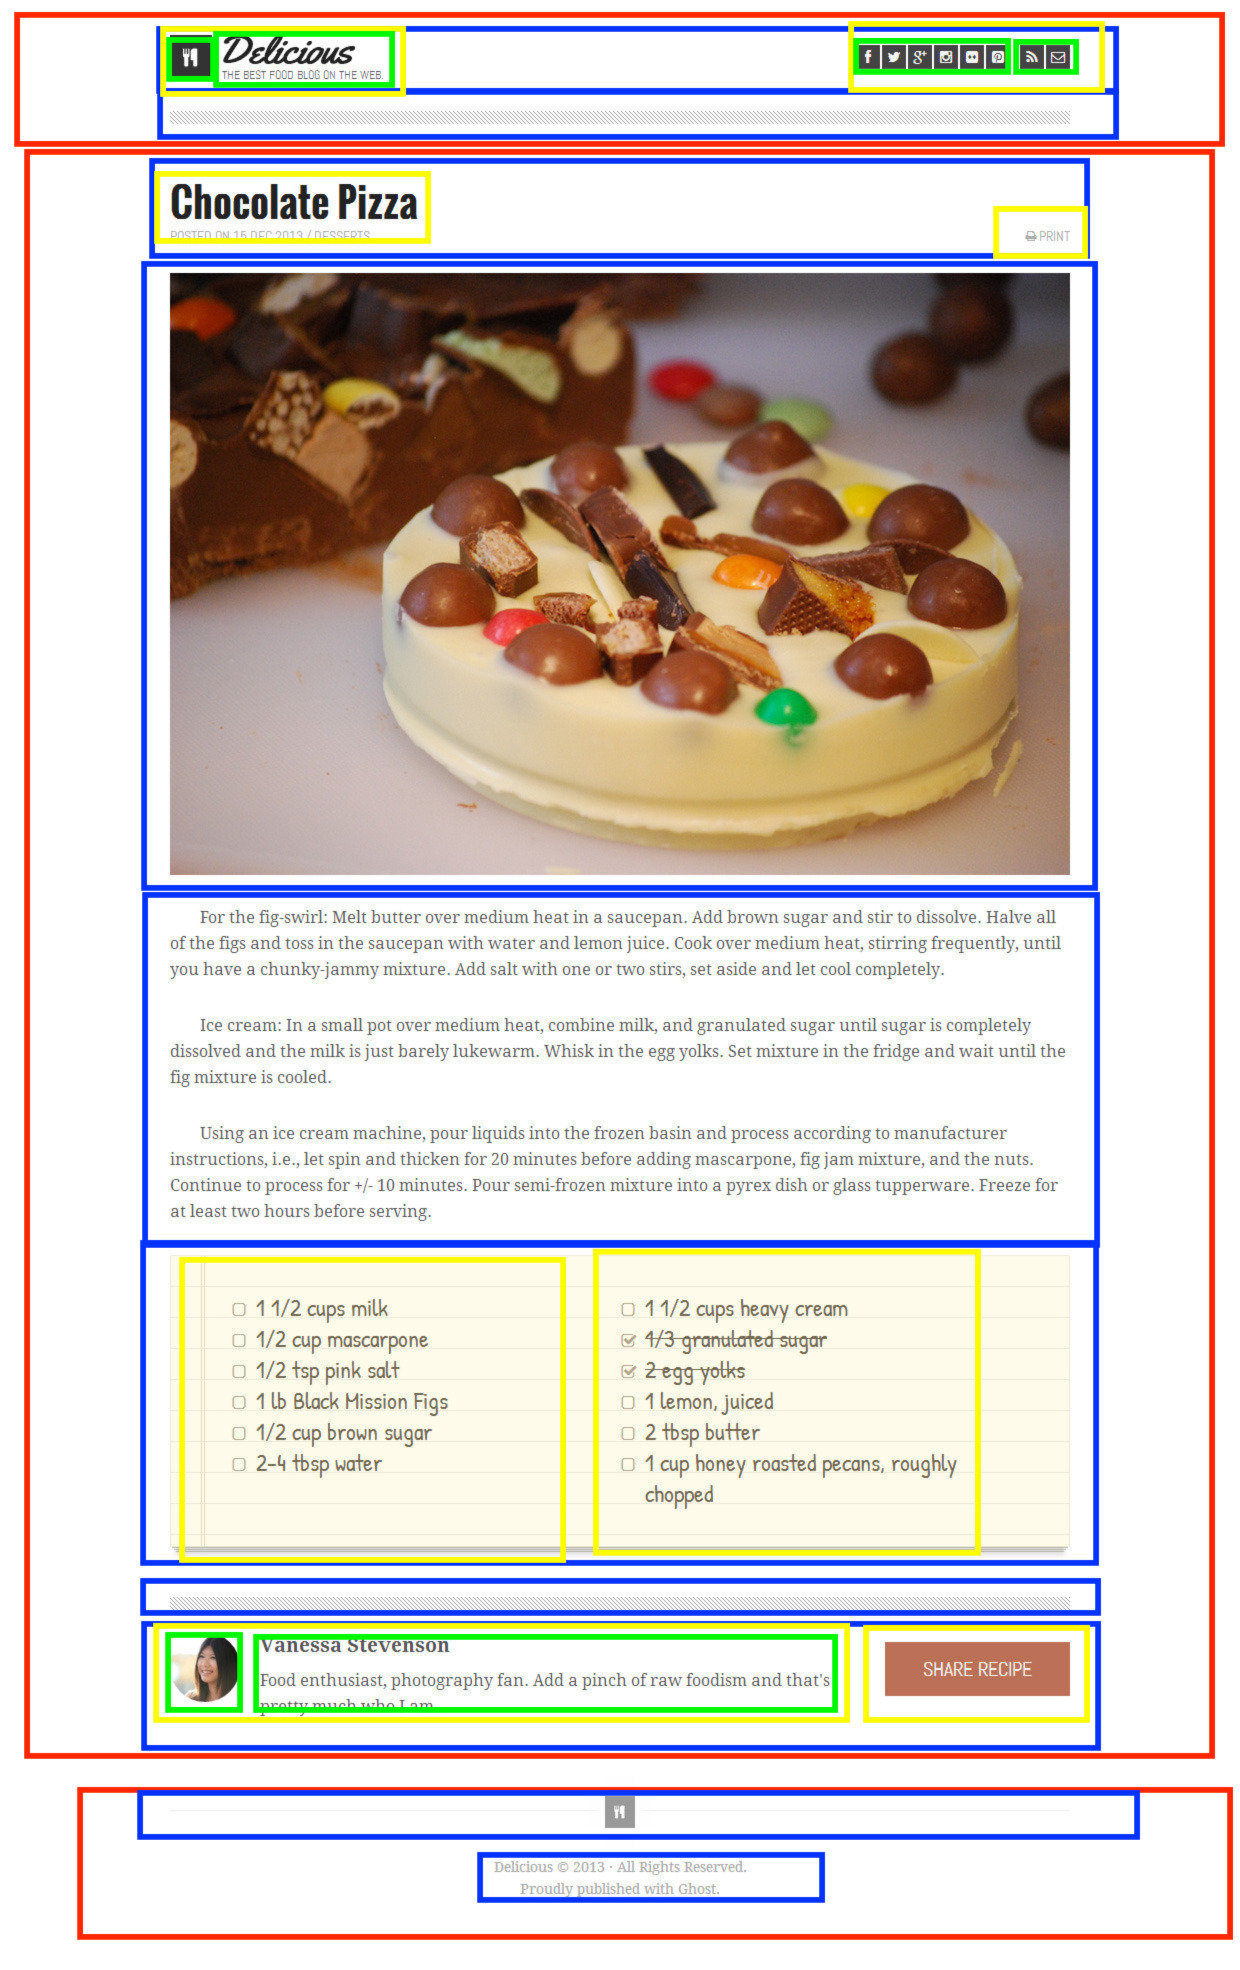 Delicious
THE BEST FOOD BLOG ON THE WEB.
Chocolate Pizza
POSTED ON 15 DEC 2013 / DESSERTS
PRINT
For the fig-swirl: Melt butter over medium heat in a saucepan. Add brown sugar and stir to dissolve. Halve all
of the figs and toss in the saucepan with water and lemon juice. Cook over medium heat, stirring frequently, until
you have a chunky-jammy mixture. Add salt with one or two stirs, set aside and let cool completely.
Ice cream: In a small pot over medium heat, combine milk, and granulated sugar until sugar is completely
dissolved and the milk is just barely lukewarm. Whisk in the egg yolks. Set mixture in the fridge and wait until the
fig mixture is cooled.
Using an ice cream machine, pour liquids into the frozen basin and process according to manufacturer
instructions, i.e., let spin and thicken for 20 minutes before adding mascarpone, fig jam mixture, and the nuts.
Continue to process for +/- 10 minutes. Pour semi-frozen mixture into a pyrex dish or glass tupperware. Freeze for
at least two hours before serving.
1 1/2 cups milk
1/2 cup mascarpone
1/2 tsp pink salt
1 lb Black Mission Figs
1/2 cup brown sugar
2-4 tbsp water
1 1/2 cups heavy cream
1/3 granulated sugar
2 egg yolks
1 lemon, juiced
2 tbsp butter
1 cup honey roasted pecans, roughly
chopped
Vanessa Stevenson
Food enthusiast, photography fan. Add a pinch of raw foodism and that's
pretty much who I am
SHARE RECIPE
Delicious © 2013 · All Rights Reserved.
Proudly published with Ghost.